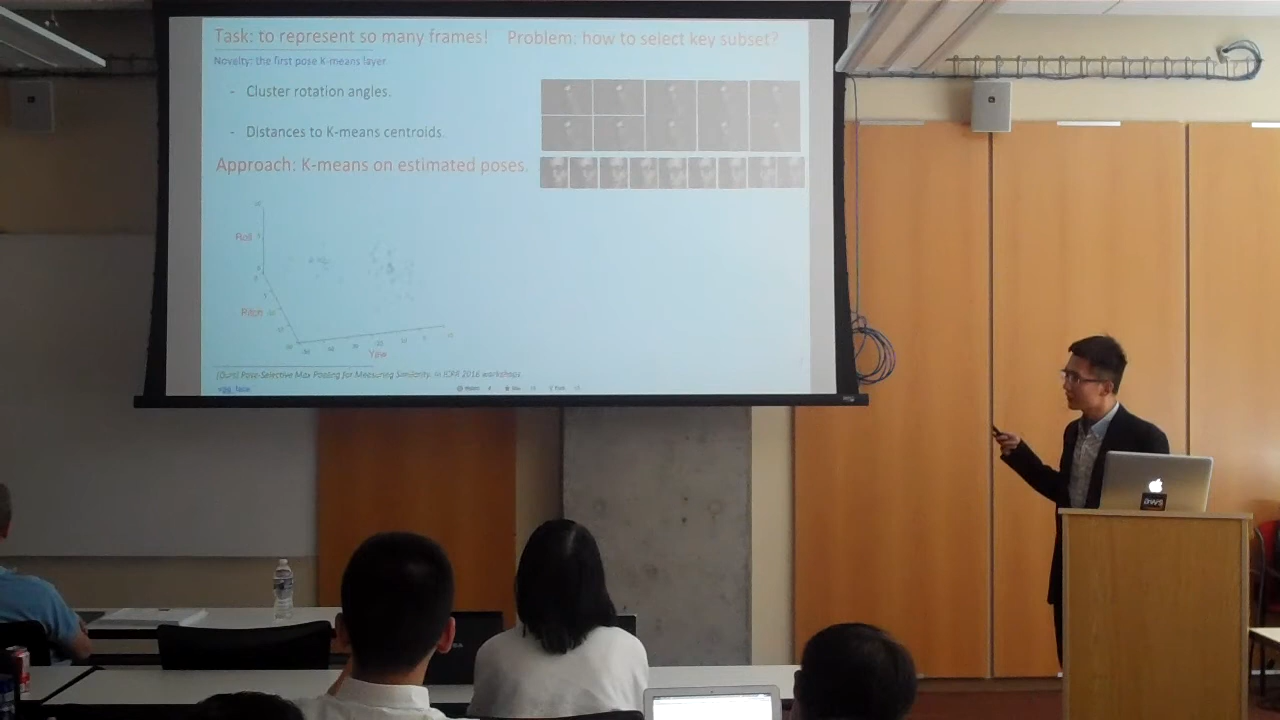 Task: to represent so many frames! Problem: how to select key subset?
Novelty: the first pose K-means layer
- Cluster rotation angles.
- Distances to K-means centroids.
Approach: K-means on estimated poses.
Roll
Pitch
Yaw
[Ours] Pose-Selective Max Pooling for Measuring Similarity. In ICPR 2016 workshops
vgg_face
aws